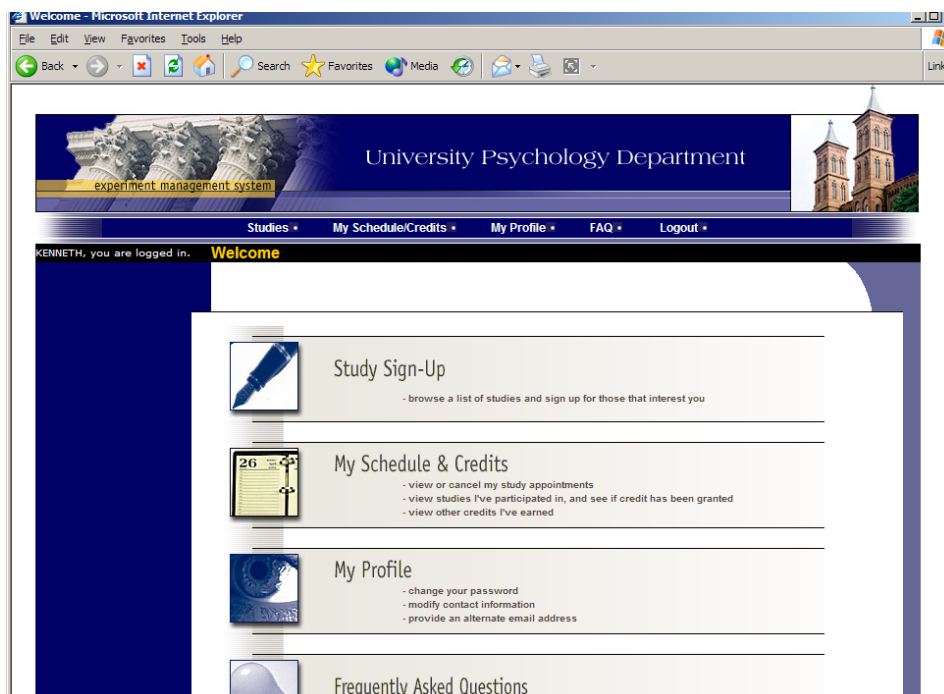 Welcome - Microsoft Internet Explorer
File Edit View Favorites Tools Help
Back Search Favorites Media
Link
University Psychology Department
experiment management system
Studies My Schedule/Credits My Profile FAQ Logout
KENNETH, you are logged in. Welcome
Study Sign-Up
- browse a list of studies and sign up for those that interest you
26
My Schedule & Credits
- view or cancel my study appointments
- view studies I've participated in, and see if credit has been granted
- view other credits I've earned
My Profile
- change your password
- modify contact information
- provide an alternate email address
Frequently Asked Questions